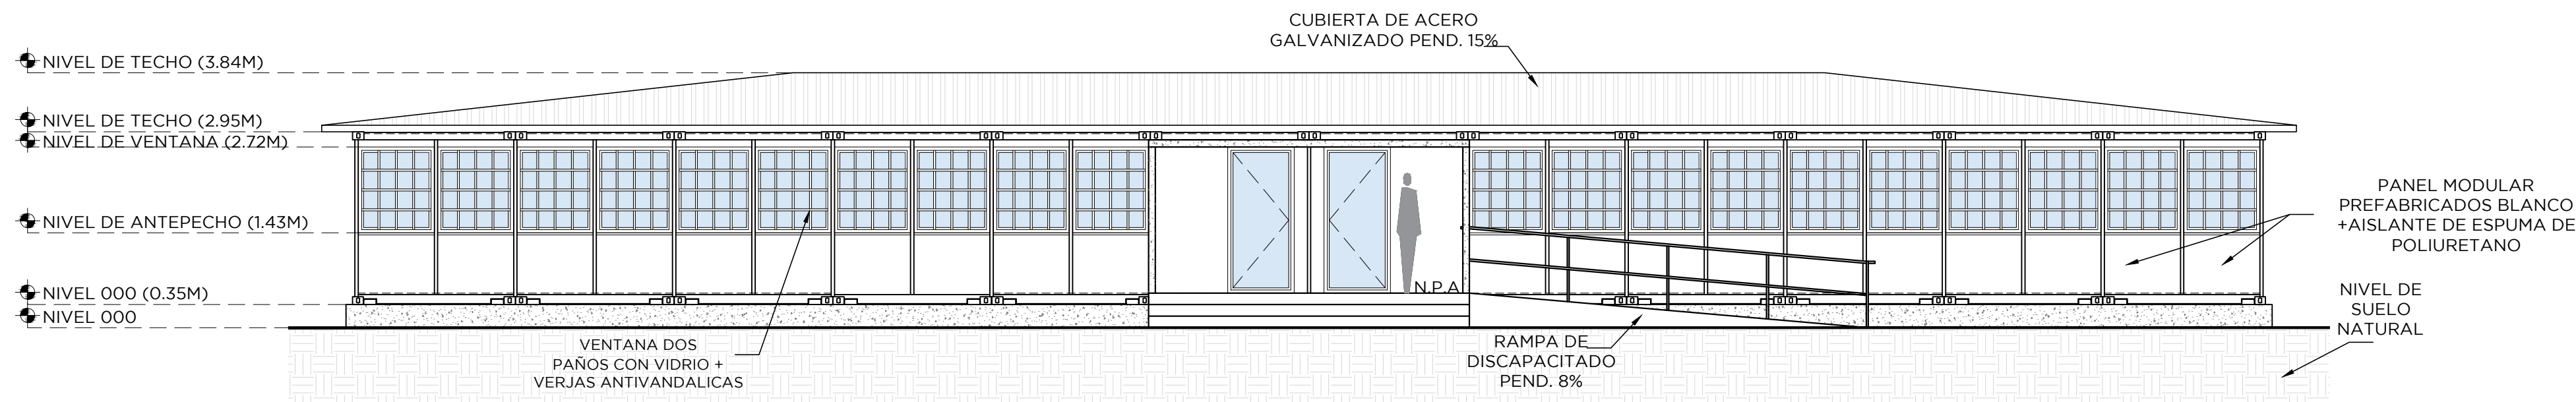 CUBIERTA DE ACERO
GALVANIZADO PEND. 15%
NIVEL DE TECHO (3.84M)
NIVEL DE TECHO (2.95M)
NIVEL DE VENTANA (2.72M)
NIVEL DE ANTEPECHO (1.43M)
NIVEL 000 (0.35M)
NIVEL 000
N.P.A
PANEL MODULAR
PREFABRICADOS BLANCO
+AISLANTE DE ESPUMA DE
POLIURETANO
NIVEL DE
SUELO
NATURAL
VENTANA DOS
PAÑOS CON VIDRIO +
VERJAS ANTIVANDALICAS
RAMPA DE
DISCAPACITADO
PEND. 8%